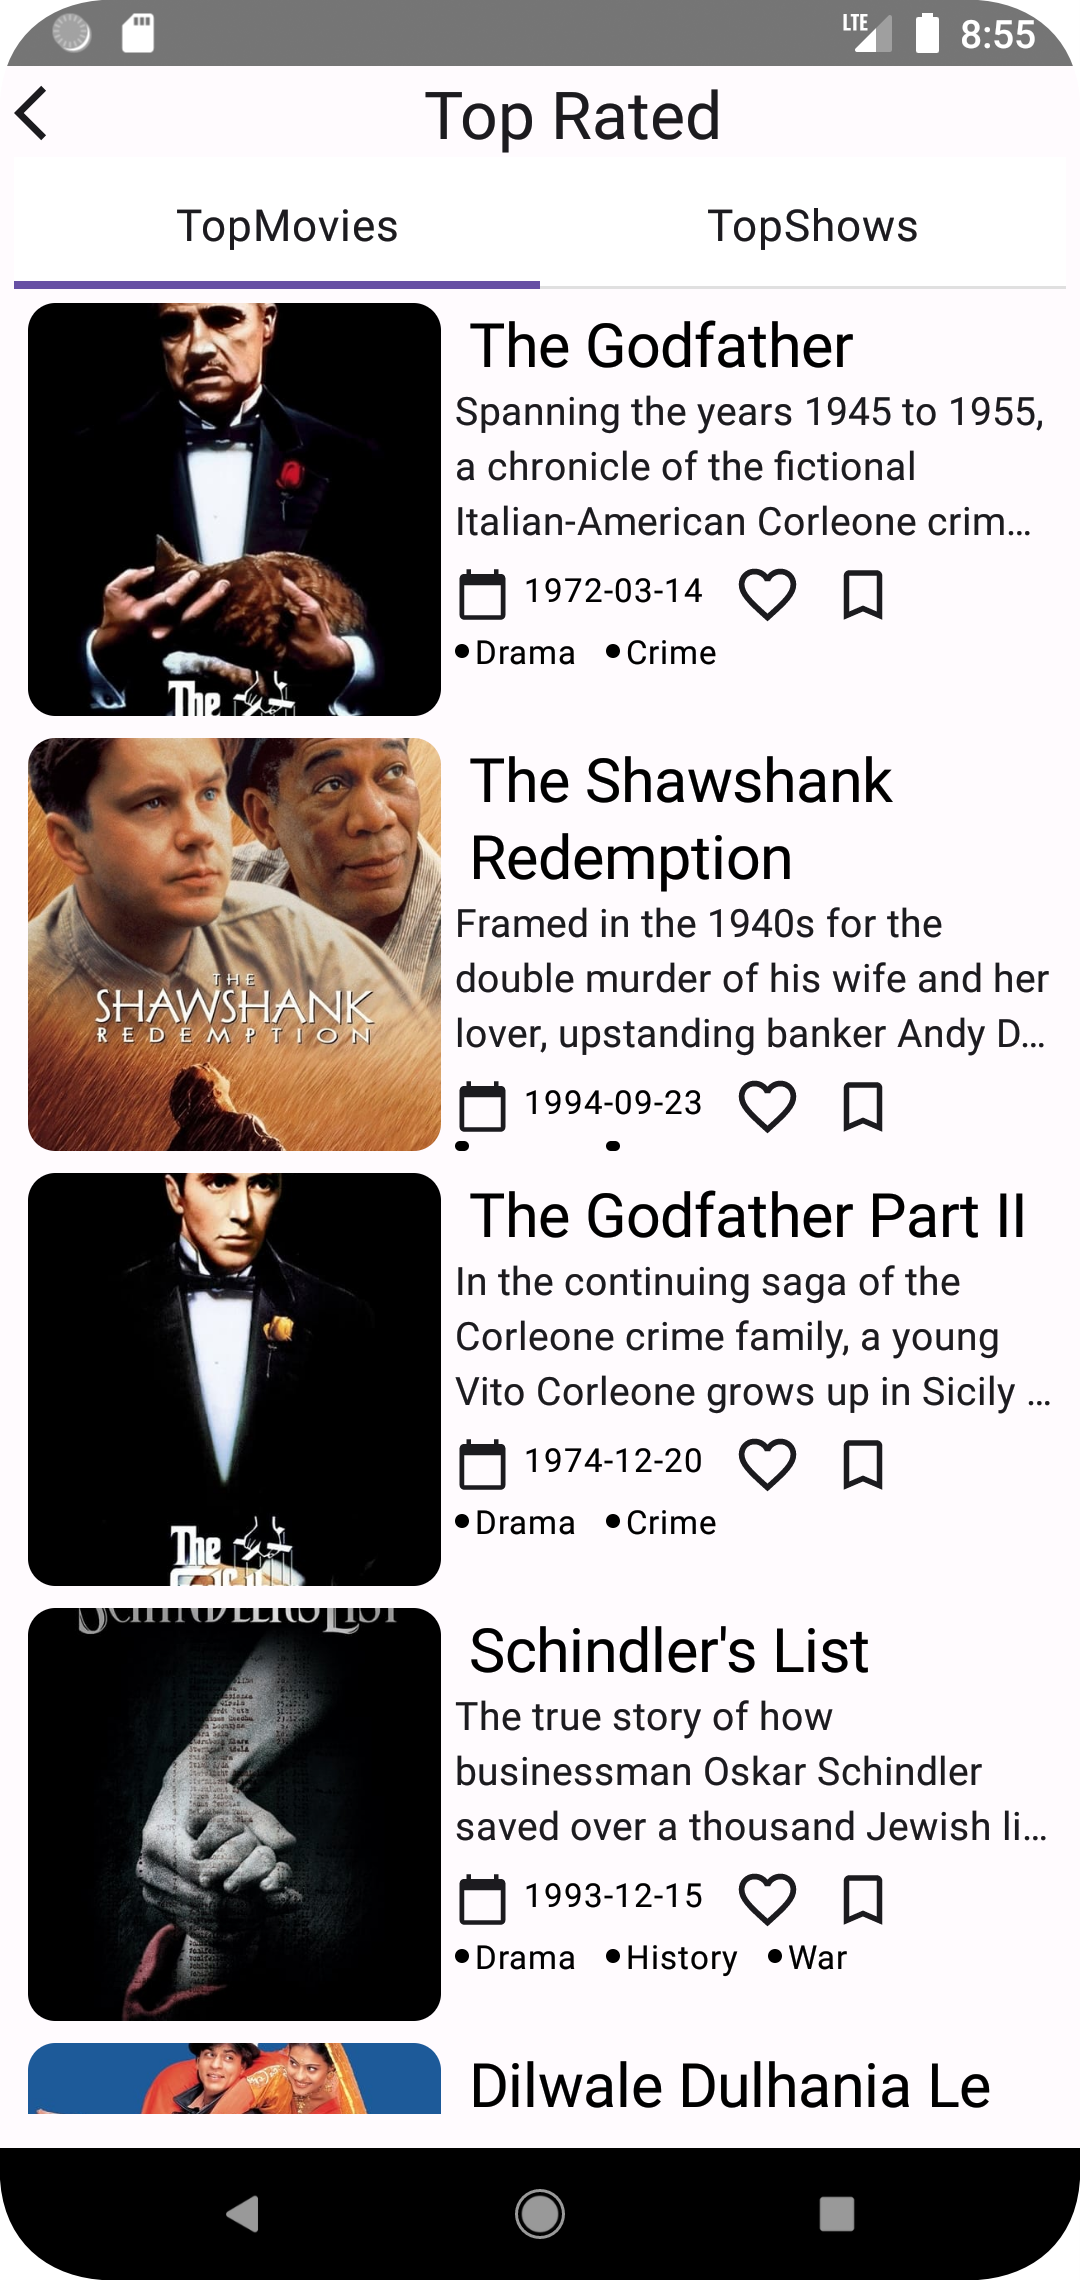 LTE 8:55
Top Rated
TopMovies TopShows
The Godfather
Spanning the years 1945 to 1955,
a chronicle of the fictional
Italian-American Corleone crim...
1972-03-14
•Drama •Crime
The
The Shawshank
Redemption
Framed in the 1940s for the
double murder of his wife and her
lover, upstanding banker Andy D...
1994-09-23
THE
SHAWSHANK
REDEMPTION
The Godfather Part II
In the continuing saga of the
Corleone crime family, a young
Vito Corleone grows up in Sicily ...
1974-12-20
•Drama •Crime
The
SCHINDLER'S LIST
Schindler's List
The true story of how
businessman Oskar Schindler
saved over a thousand Jewish li...
1993-12-15
•Drama •History •War
Dilwale Dulhania Le